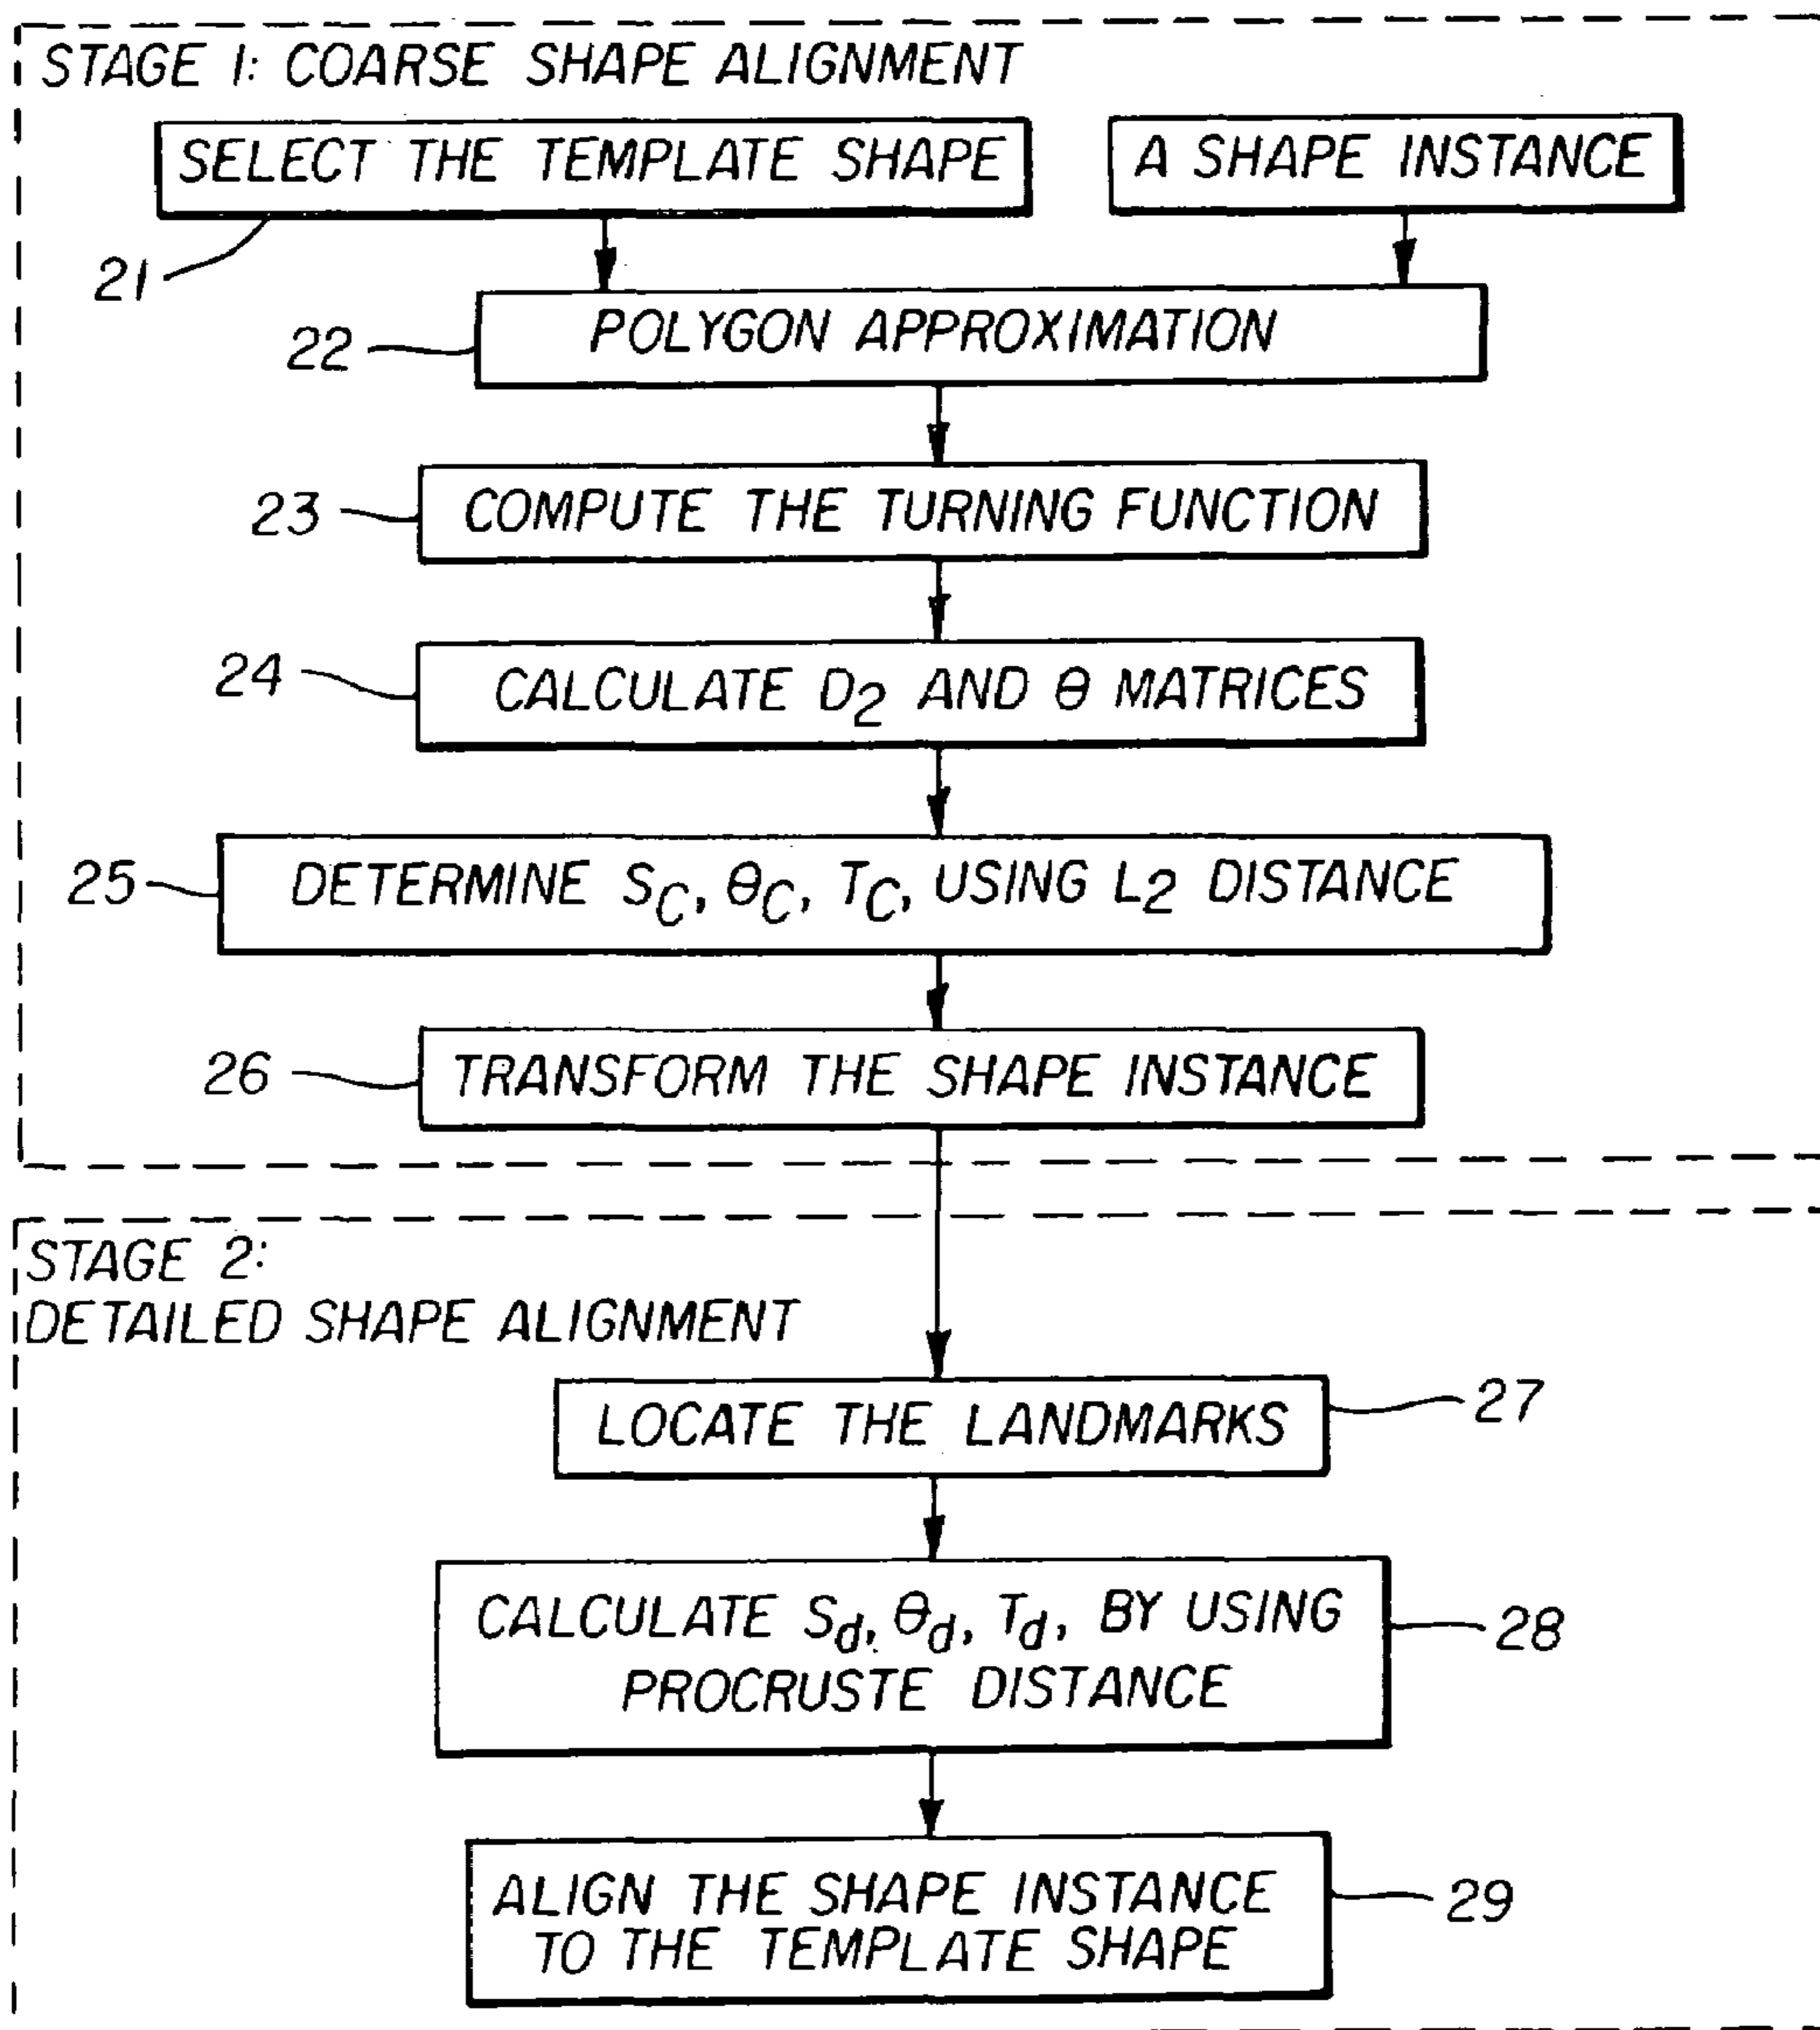 STAGE 1: COARSE SHAPE ALIGNMENT
SELECT THE TEMPLATE SHAPE
A SHAPE INSTANCE
21
22
POLYGON APPROXIMATION
23
COMPUTE THE TURNING FUNCTION
24
CALCULATE D2 AND θ MATRICES
25
DETERMINE SC, θC, TC, USING L2 DISTANCE
26
TRANSFORM THE SHAPE INSTANCE
STAGE 2:
DETAILED SHAPE ALIGNMENT
LOCATE THE LANDMARKS
27
CALCULATE Sd, θd, Td, BY USING
PROCRUSTE DISTANCE
28
ALIGN THE SHAPE INSTANCE
TO THE TEMPLATE SHAPE
29